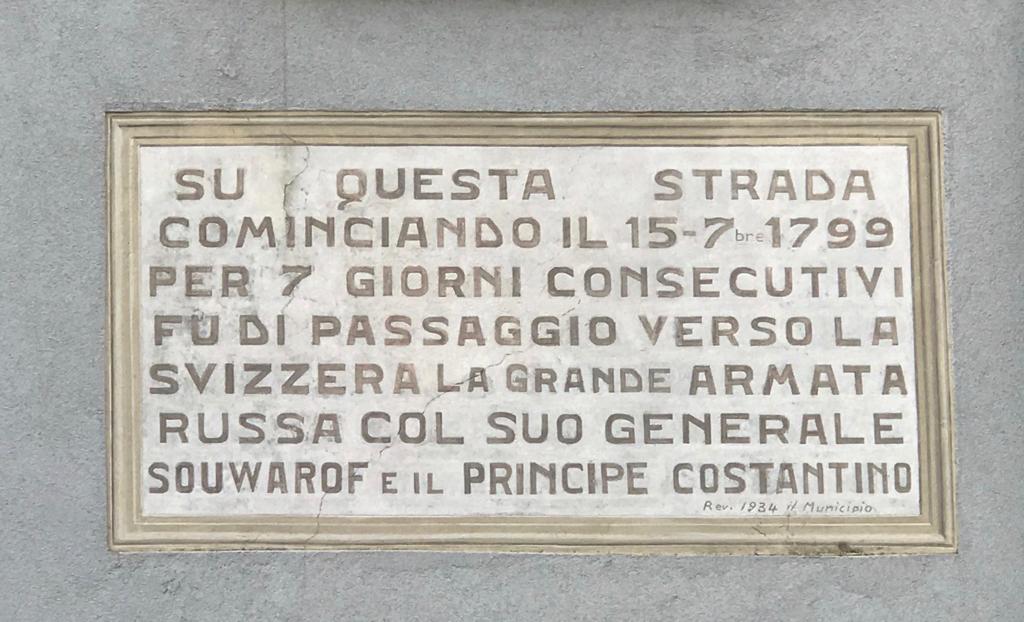 SU QUESTA STRADA
COMINCIANDO IL 15-7bre 1799
PER 7 GIORNI CONSECUTIVI
FU DI PASSAGGIO VERSO LA
SVIZZERA LA GRANDE ARMATA
RUSSA COL SUO GENERALE
SOUWAROF E IL PRINCIPE COSTANTINO
Rev. 1934 il Municipio